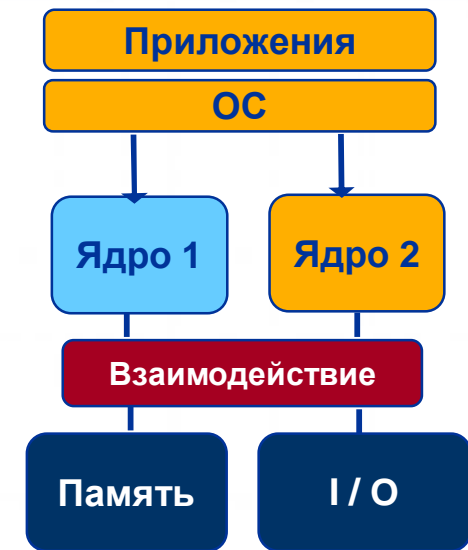 Приложения
ОС
Ядро 1
Ядро 2
Взаимодействие
Память
I / O